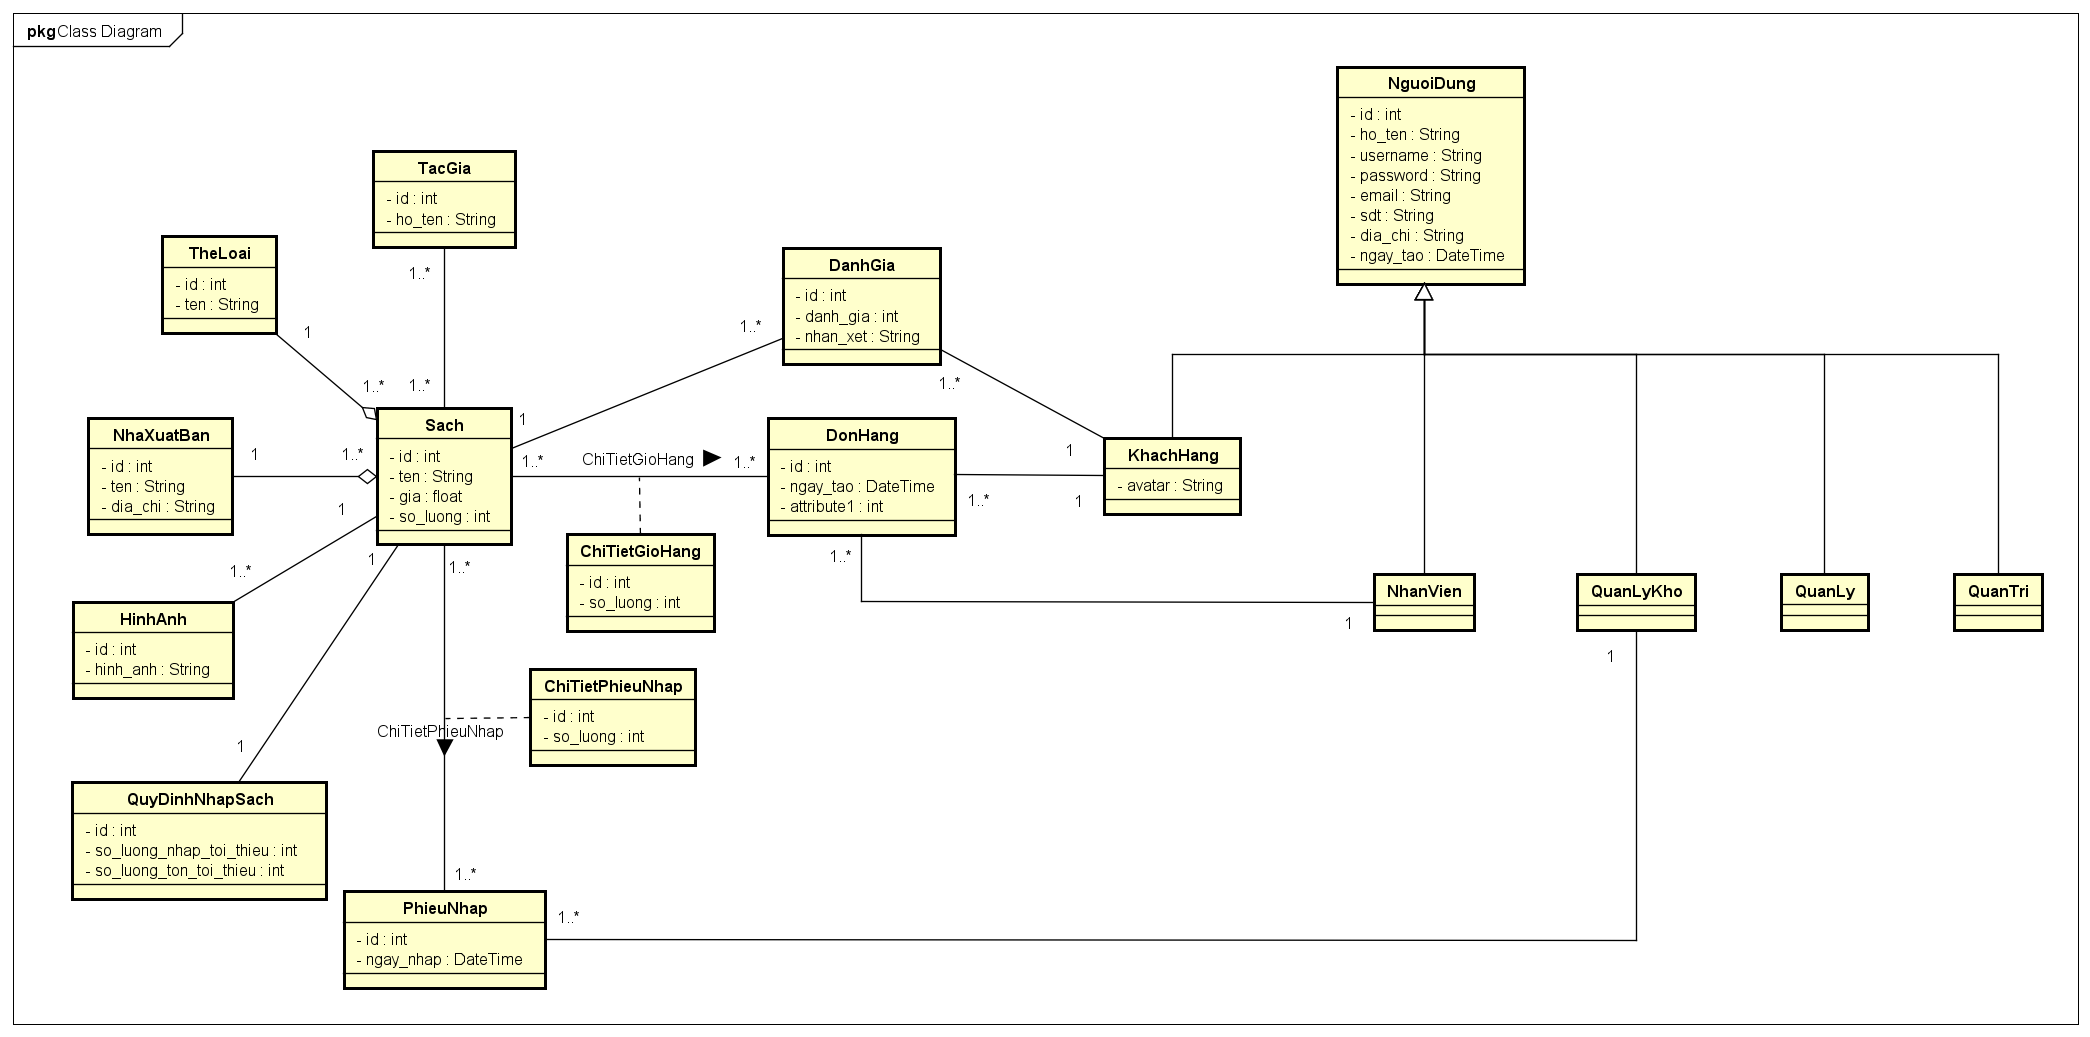 pkg Class Diagram
NguoiDung
- id : int
- ho_ten : String
- username : String
- password : String
- email : String
- sdt : String
- dia_chi : String
- ngay_tao : DateTime
TacGia
- id : int
- ho_ten : String
1..*
1..*
TheLoai
- id : int
- ten : String
1
1..*
DanhGia
- id : int
- danh_gia : int
- nhan_xet : String
1..*
1
1..*
1
NhaXuatBan
- id : int
- ten : String
- dia_chi : String
1
1..*
Sach
- id : int
- ten : String
- gia : float
- so_luong : int
1..*
ChiTietGioHang
1..*
DonHang
- id : int
- ngay_tao : DateTime
- attribute1 : int
1..*
1
KhachHang
- avatar : String
1
1..*
HinhAnh
- id : int
- hinh_anh : String
1
1..*
ChiTietGioHang
- id : int
- so_luong : int
1..*
1
NhanVien
QuanLyKho
QuanLy
QuanTri
1
ChiTietPhieuNhap
- id : int
- so_luong : int
ChiTietPhieuNhap
1
QuyDinhNhapSach
- id : int
- so_luong_nhap_toi_thieu : int
- so_luong_ton_toi_thieu : int
1..*
PhieuNhap
- id : int
- ngay_nhap : DateTime
1..*